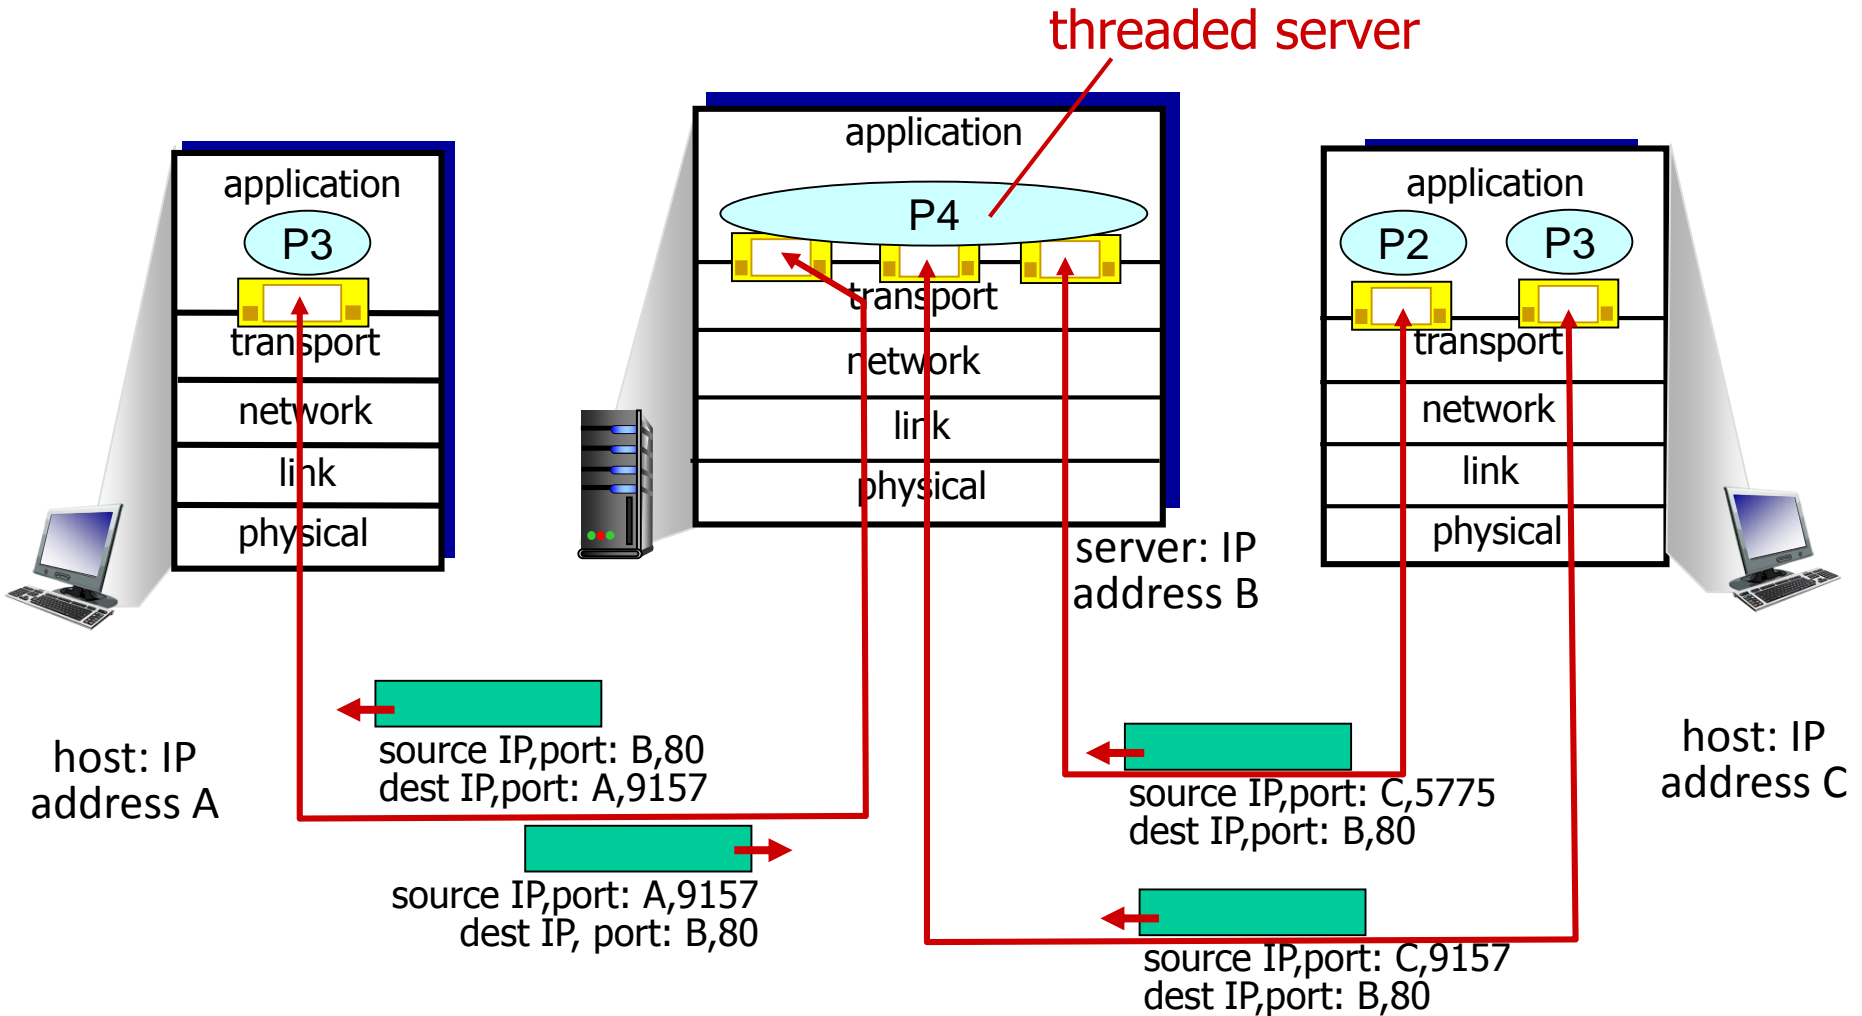 threaded server
application
P3
transport
network
link
physical
host: IP
address A
application
P4
transport
network
link
physical
server: IP
address B
application
P2
P3
transport
network
link
physical
host: IP
address C
source IP,port: B,80
dest IP,port: A,9157
source IP,port: A,9157
dest IP, port: B,80
source IP,port: C,5775
dest IP,port: B,80
source IP,port: C,9157
dest IP,port: B,80